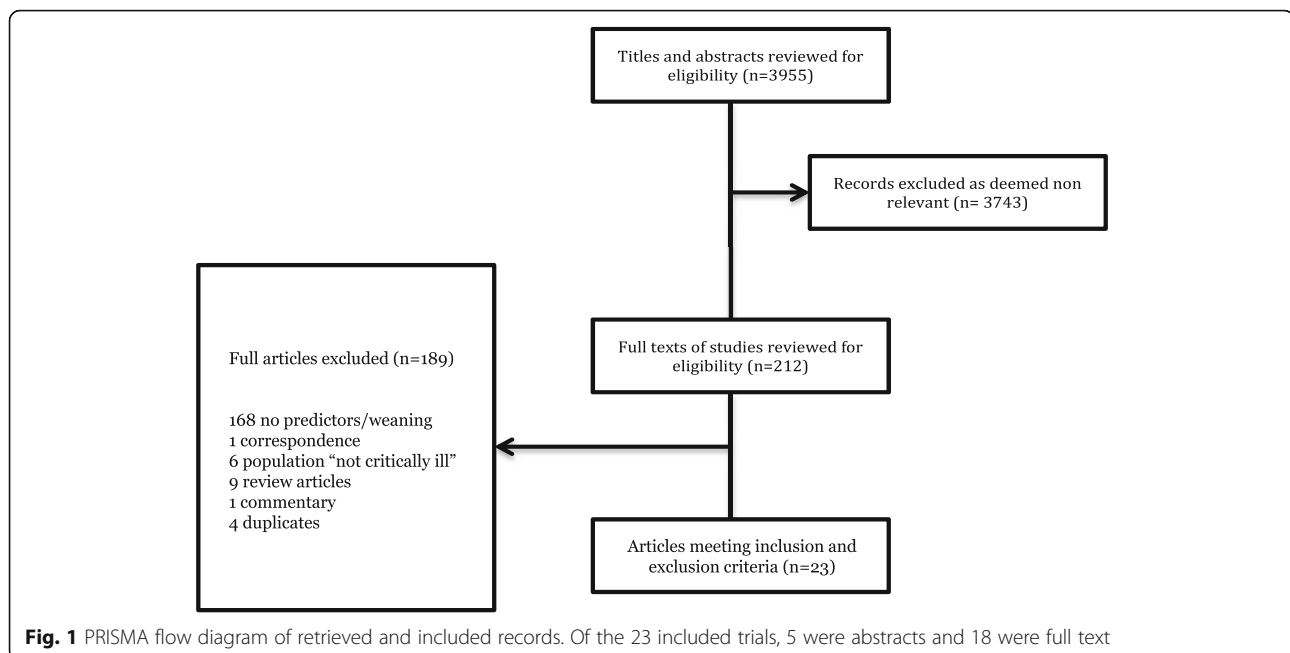 Titles and abstracts reviewed for
eligibility (n=3955)
Records excluded as deemed non
relevant (n= 3743)
Full articles excluded (n=189)
168 no predictors/weaning
1 correspondence
6 population “not critically ill”
9 review articles
1 commentary
4 duplicates
Full texts of studies reviewed for
eligibility (n=212)
Articles meeting inclusion and
exclusion criteria (n=23)
Fig. 1 PRISMA flow diagram of retrieved and included records. Of the 23 included trials, 5 were abstracts and 18 were full text